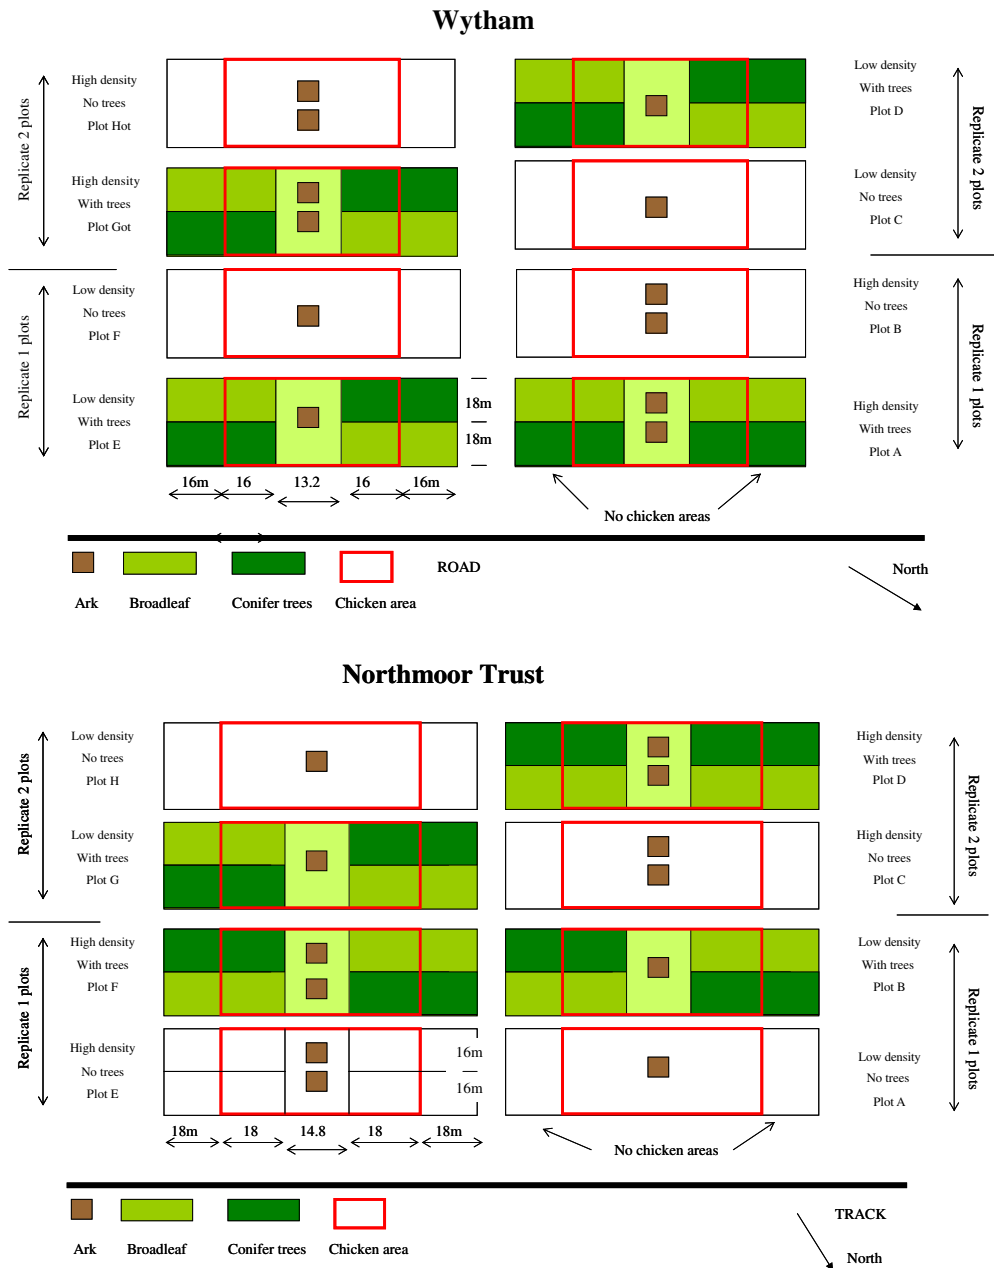 Wytham
Replicate 2 plots
High density
No trees
Plot Hot
High density
With trees
Plot Got
Replicate 1 plots
Low density
No trees
Plot F
Low density
With trees
Plot E
18m
18m
16m
16
13.2
16
16m
Low density
With trees
Plot D
Low density
No trees
Plot C
Replicate 2 plots
High density
No trees
Plot B
High density
With trees
Plot A
Replicate 1 plots
No chicken areas
ROAD
North
Ark
Broadleaf
Conifer trees
Chicken area
Northmoor Trust
Replicate 2 plots
Low density
No trees
Plot H
Low density
With trees
Plot G
Replicate 1 plots
High density
With trees
Plot F
High density
No trees
Plot E
16m
16m
18m
18
14.8
18
18m
High density
With trees
Plot D
High density
No trees
Plot C
Replicate 2 plots
Low density
With trees
Plot B
Low density
No trees
Plot A
Replicate 1 plots
No chicken areas
TRACK
North
Ark
Broadleaf
Conifer trees
Chicken area